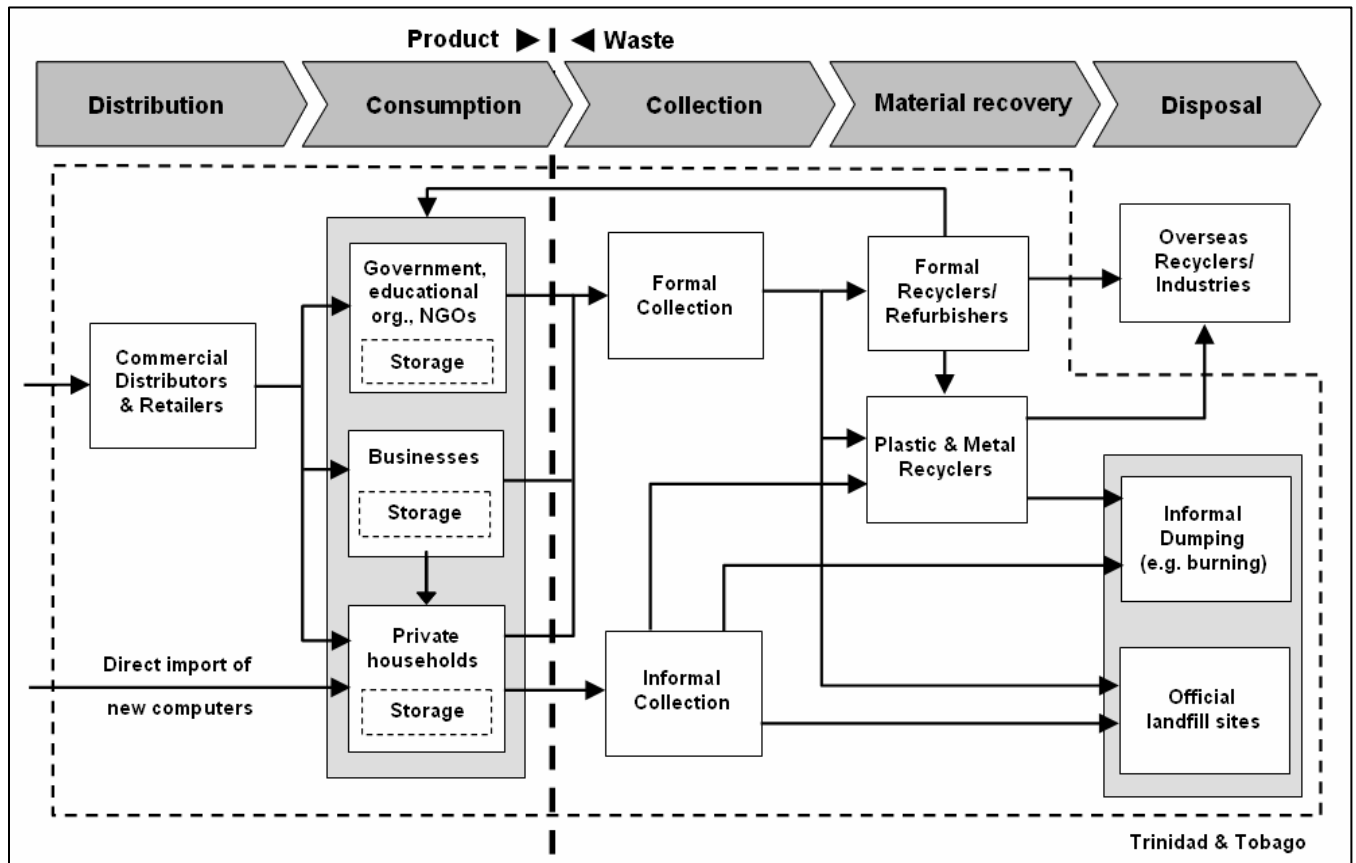 Product
Waste
Distribution
Consumption
Collection
Material recovery
Disposal
Commercial
Distributors
& Retailers
Direct import of
new computers
Government,
educational
org., NGOs
Storage
Businesses
Storage
Private
households
Storage
Formal
Collection
Informal
Collection
Formal
Recyclers/
Refurbishers
Plastic & Metal
Recyclers
Overseas
Recyclers/
Industries
Informal
Dumping
(e.g. burning)
Official
landfill sites
Trinidad & Tobago